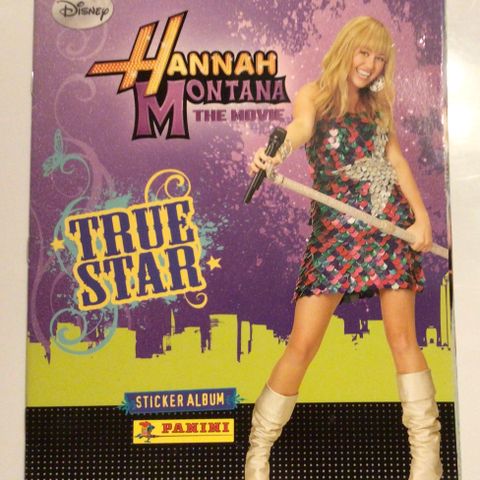 Disney
HANNAH
MONTANA
THE MOVIE
TRUE
STAR
STICKER ALBUM
PANINI